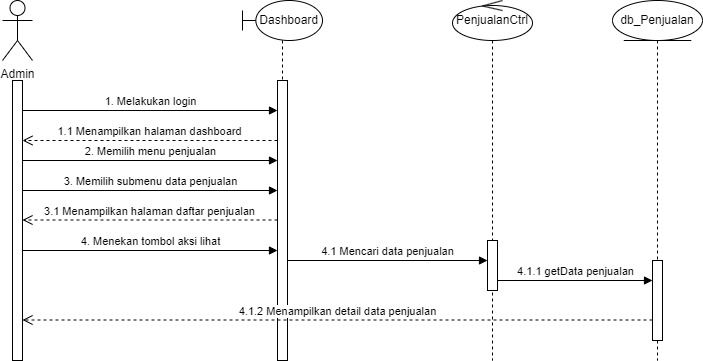 Dashboard
PenjualanCtrl
db_Penjualan
Admin
1. Melakukan login
1.1 Menampilkan halaman dashboard
2. Memilih menu penjualan
3. Memilih submenu data penjualan
3.1 Menampilkan halaman daftar penjualan
4. Menekan tombol aksi lihat
4.1 Mencari data penjualan
4.1.1 getData penjualan
4.1.2 Menampilkan detail data penjualan